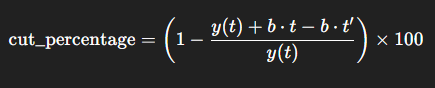 cut_percentage = (1 − (y(t) + b · t − b · t′) / y(t)) × 100